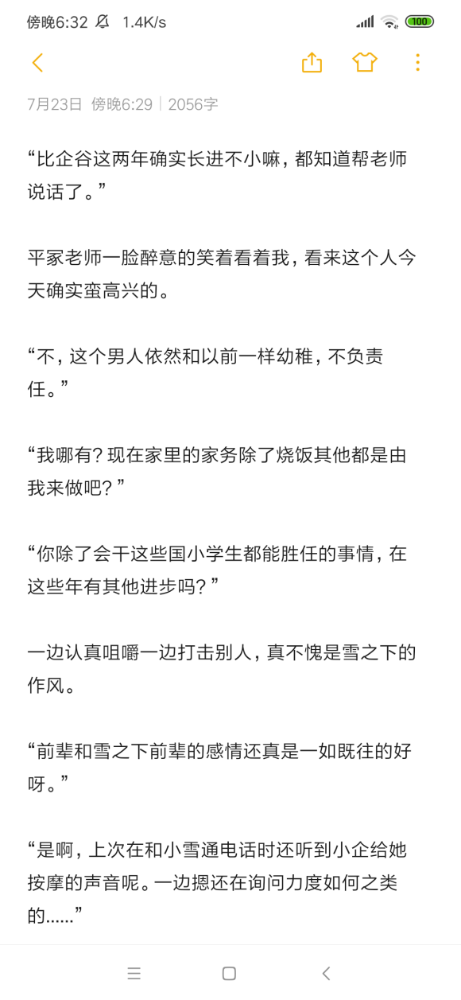 傍晚6:32 1.4K/s 100
7月23日 傍晚6:29 | 2056字
“比企谷这两年确实长进不小嘛，都知道帮老师
说话了。”
平冢老师一脸醉意的笑着看着我，看来这个人今
天确实蛮高兴的。
“不，这个男人依然和以前一样幼稚，不负责
任。”
“我哪有？现在家里的家务除了烧饭其他都是由
我来做吧？”
“你除了会干这些国小学生都能胜任的事情，在
这些年有其他进步吗？”
一边认真咀嚼一边打击别人，真不愧是雪之下的
作风。
“前辈和雪之下前辈的感情还真是一如既往的好
呀。”
“是啊，上次在和小雪通电话时还听到小企给她
按摩的声音呢。一边摁还在询问力度如何之类
的......”